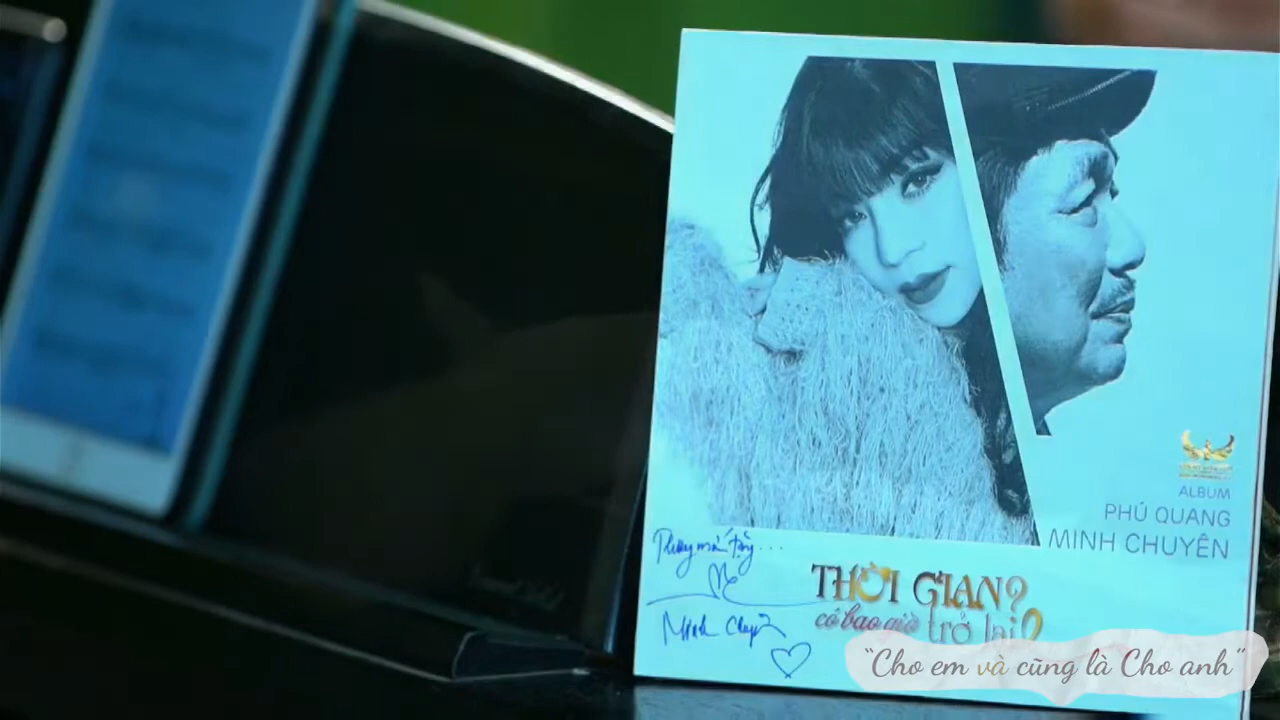 ALBUM
PHÚ QUANG
MINH CHUYÊN
THỜI GIAN?
có bao giờ trở lại?
Minh Chuyên
“Cho em và cũng là Cho anh”